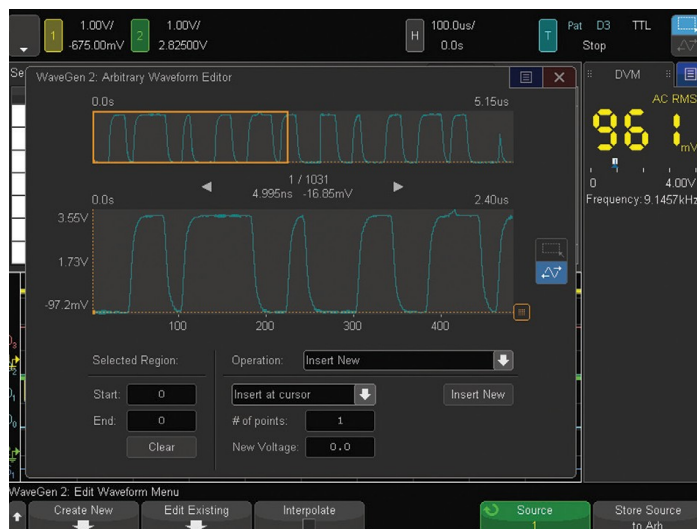 1 1.00V/ 2 1.00V/ H 100.0us/ T Pat D3 TTL
-675.00mV 2.82500V 0.0s Stop
Se WaveGen 2: Arbitrary Waveform Editor DVM
0.0s 5.15us AC RMS
961 mV
1 / 1031
4.995ns -16.85mV
0 4.00V
0.0s 2.40us Frequency: 9.1457kHz
3.55V
1.73V
-97.2mV
100 200 300 400
Selected Region: Operation: Insert New
Start: 0 Insert at cursor Insert New
End: 0 # of points: 1
Clear New Voltage: 0.0
WaveGen 2: Edit Waveform Menu
Create New Edit Existing Interpolate Source Store Source
1 to Arb